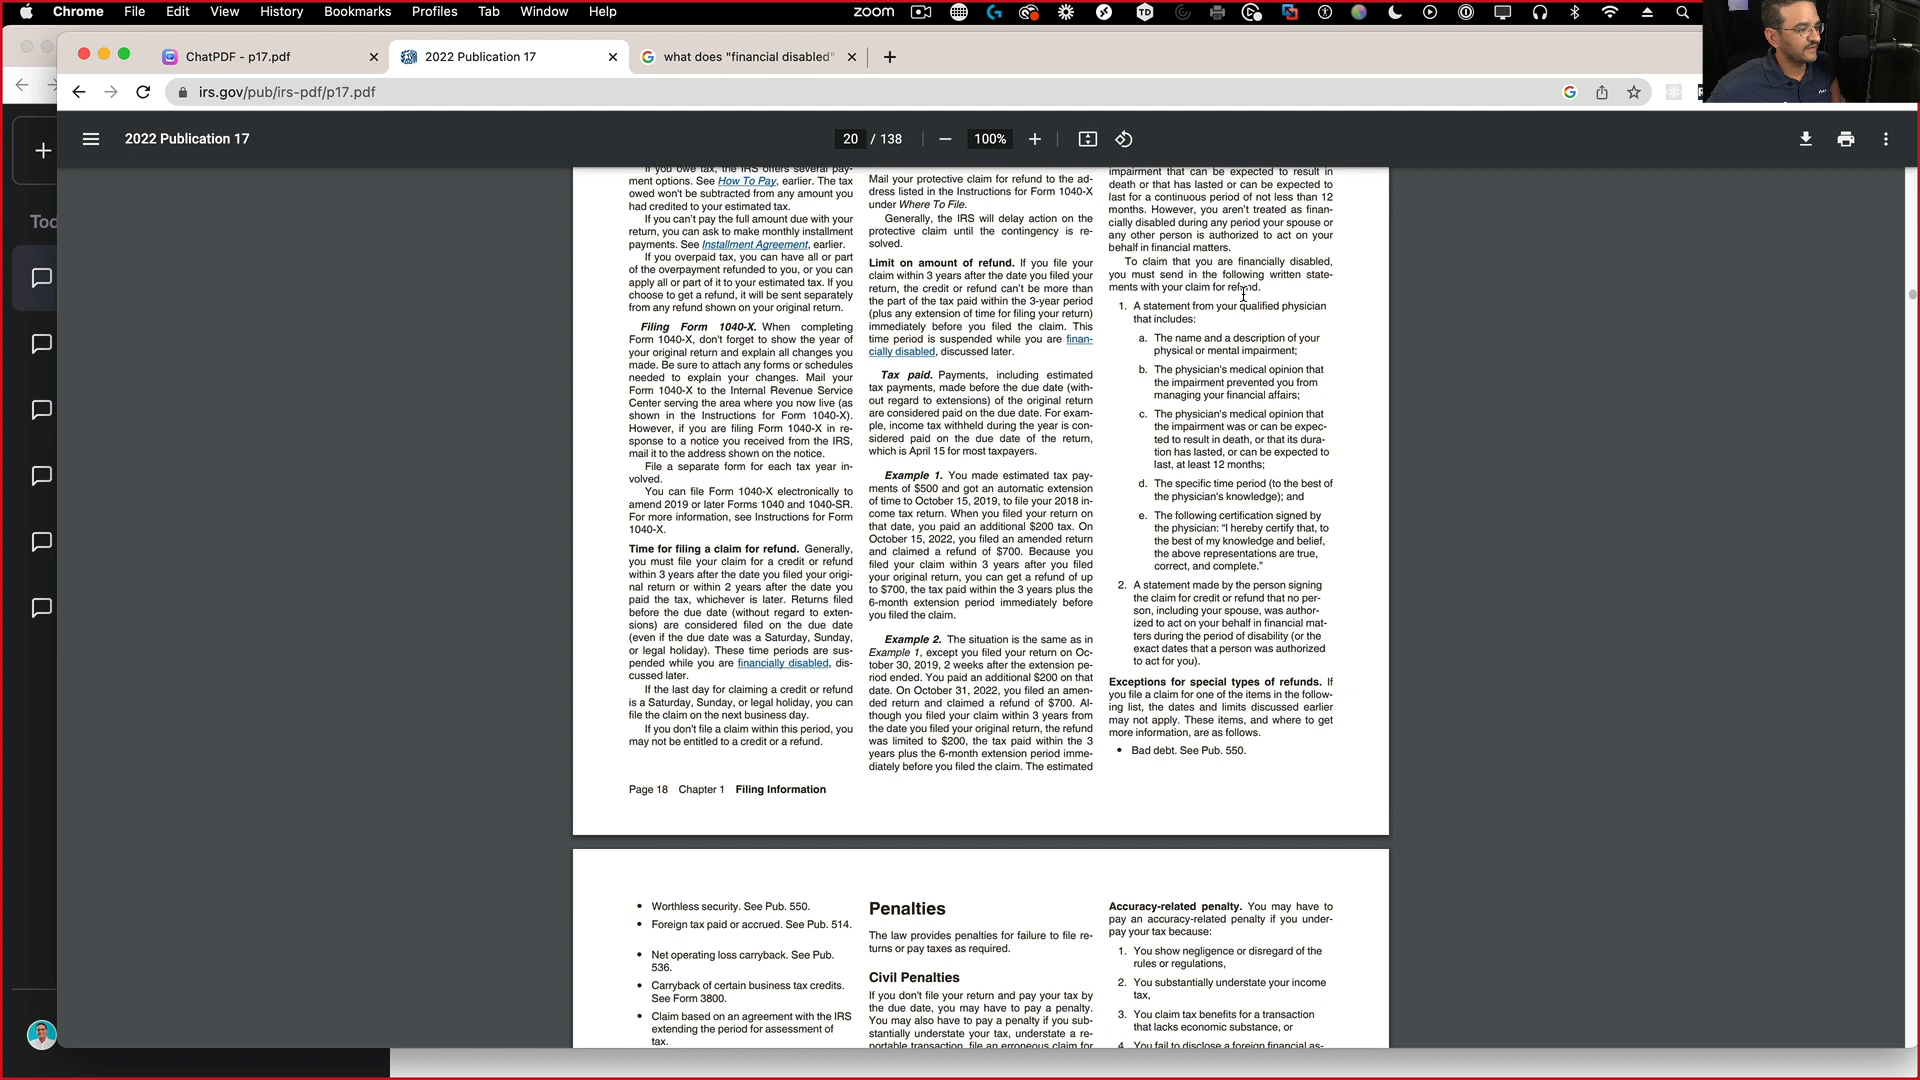 Chrome File Edit View History Bookmarks Profiles Tab Window Help
zoom
TD
ChatPDF - p17.pdf
2022 Publication 17
what does "financial disabled"
irs.gov/pub/irs-pdf/p17.pdf
2022 Publication 17
20 / 138
100%
Tod
ment options. See How To Pay, earlier. The tax
owed won't be subtracted from any amount you
had credited to your estimated tax.
If you can't pay the full amount due with your
return, you can ask to make monthly installment
payments. See Installment Agreement, earlier.
If you overpaid tax, you can have all or part
of the overpayment refunded to you, or you can
apply all or part of it to your estimated tax. If you
choose to get a refund, it will be sent separately
from any refund shown on your original return.
Filing Form 1040-X. When completing
Form 1040-X, don't forget to show the year of
your original return and explain all changes you
made. Be sure to attach any forms or schedules
needed to explain your changes. Mail your
Form 1040-X to the Internal Revenue Service
Center serving the area where you now live (as
shown in the Instructions for Form 1040-X).
However, if you are filing Form 1040-X in re-
sponse to a notice you received from the IRS,
mail it to the address shown on the notice.
File a separate form for each tax year in-
volved.
You can file Form 1040-X electronically to
amend 2019 or later Forms 1040 and 1040-SR.
For more information, see Instructions for Form
1040-X.
Time for filing a claim for refund. Generally,
you must file your claim for a credit or refund
within 3 years after the date you filed your origi-
nal return or within 2 years after the date you
paid the tax, whichever is later. Returns filed
before the due date (without regard to exten-
sions) are considered filed on the due date
(even if the due date was a Saturday, Sunday,
or legal holiday). These time periods are sus-
pended while you are financially disabled, dis-
cussed later.
If the last day for claiming a credit or refund
is a Saturday, Sunday, or legal holiday, you can
file the claim on the next business day.
If you don't file a claim within this period, you
may not be entitled to a credit or a refund.
Mail your protective claim for refund to the ad-
dress listed in the Instructions for Form 1040-X
under Where To File.
Generally, the IRS will delay action on the
protective claim until the contingency is re-
solved.
Limit on amount of refund. If you file your
claim within 3 years after the date you filed your
return, the credit or refund can't be more than
the part of the tax paid within the 3-year period
(plus any extension of time for filing your return)
immediately before you filed the claim. This
time period is suspended while you are finan-
cially disabled, discussed later.
Tax paid. Payments, including estimated
tax payments, made before the due date (with-
out regard to extensions) of the original return
are considered paid on the due date. For exam-
ple, income tax withheld during the year is con-
sidered paid on the due date of the return,
which is April 15 for most taxpayers.
Example 1. You made estimated tax pay-
ments of $500 and got an automatic extension
of time to October 15, 2019, to file your 2018 in-
come tax return. When you filed your return on
that date, you paid an additional $200 tax. On
October 15, 2022, you filed an amended return
and claimed a refund of $700. Because you
filed your claim within 3 years after you filed
your original return, you can get a refund of up
to $700, the tax paid within the 3 years plus the
6-month extension period immediately before
you filed the claim.
Example 2. The situation is the same as in
Example 1, except you filed your return on Oc-
tober 30, 2019, 2 weeks after the extension pe-
riod ended. You paid an additional $200 on that
date. On October 31, 2022, you filed an amen-
ded return and claimed a refund of $700. Al-
though you filed your claim within 3 years from
the date you filed your original return, the refund
was limited to $200, the tax paid within the 3
years plus the 6-month extension period imme-
diately before you filed the claim. The estimated
impairment that can be expected to result in
death or that has lasted or can be expected to
last for a continuous period of not less than 12
months. However, you aren't treated as finan-
cially disabled during any period your spouse or
any other person is authorized to act on your
behalf in financial matters.
To claim that you are financially disabled,
you must send in the following written state-
ments with your claim for refund.
1. A statement from your qualified physician
that includes:
a. The name and a description of your
physical or mental impairment;
b. The physician's medical opinion that
the impairment prevented you from
managing your financial affairs;
c. The physician's medical opinion that
the impairment was or can be expec-
ted to result in death, or that its dura-
tion has lasted, or can be expected to
last, at least 12 months;
d. The specific time period (to the best of
the physician's knowledge); and
e. The following certification signed by
the physician: "I hereby certify that, to
the best of my knowledge and belief,
the above representations are true,
correct, and complete."
2. A statement made by the person signing
the claim for credit or refund that no per-
son, including your spouse, was author-
ized to act on your behalf in financial mat-
ters during the period of disability (or the
exact dates that a person was authorized
to act for you).
Exceptions for special types of refunds. If
you file a claim for one of the items in the follow-
ing list, the dates and limits discussed earlier
may not apply. These items, and where to get
more information, are as follows.
• Bad debt. See Pub. 550.
Page 18 Chapter 1 Filing Information
• Worthless security. See Pub. 550.
• Foreign tax paid or accrued. See Pub. 514.
• Net operating loss carryback. See Pub.
536.
• Carryback of certain business tax credits.
See Form 3800.
• Claim based on an agreement with the IRS
extending the period for assessment of
tax.
Penalties
The law provides penalties for failure to file re-
turns or pay taxes as required.
Civil Penalties
If you don't file your return and pay your tax by
the due date, you may have to pay a penalty.
You may also have to pay a penalty if you sub-
stantially understate your tax, understate a re-
portable transaction, file an erroneous claim for
Accuracy-related penalty. You may have to
pay an accuracy-related penalty if you under-
pay your tax because:
1. You show negligence or disregard of the
rules or regulations,
2. You substantially understate your income
tax,
3. You claim tax benefits for a transaction
that lacks economic substance, or
4. You fail to disclose a foreign financial as-